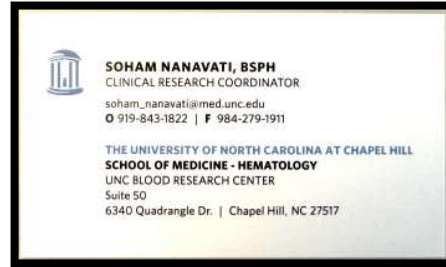 SOHAM NANAVATI, BSPH
CLINICAL RESEARCH COORDINATOR
soham_nanavati@med.unc.edu
O 919-843-1822 | F 984-279-1911
THE UNIVERSITY OF NORTH CAROLINA AT CHAPEL HILL
SCHOOL OF MEDICINE - HEMATOLOGY
UNC BLOOD RESEARCH CENTER
Suite 50
6340 Quadrangle Dr. | Chapel Hill, NC 27517